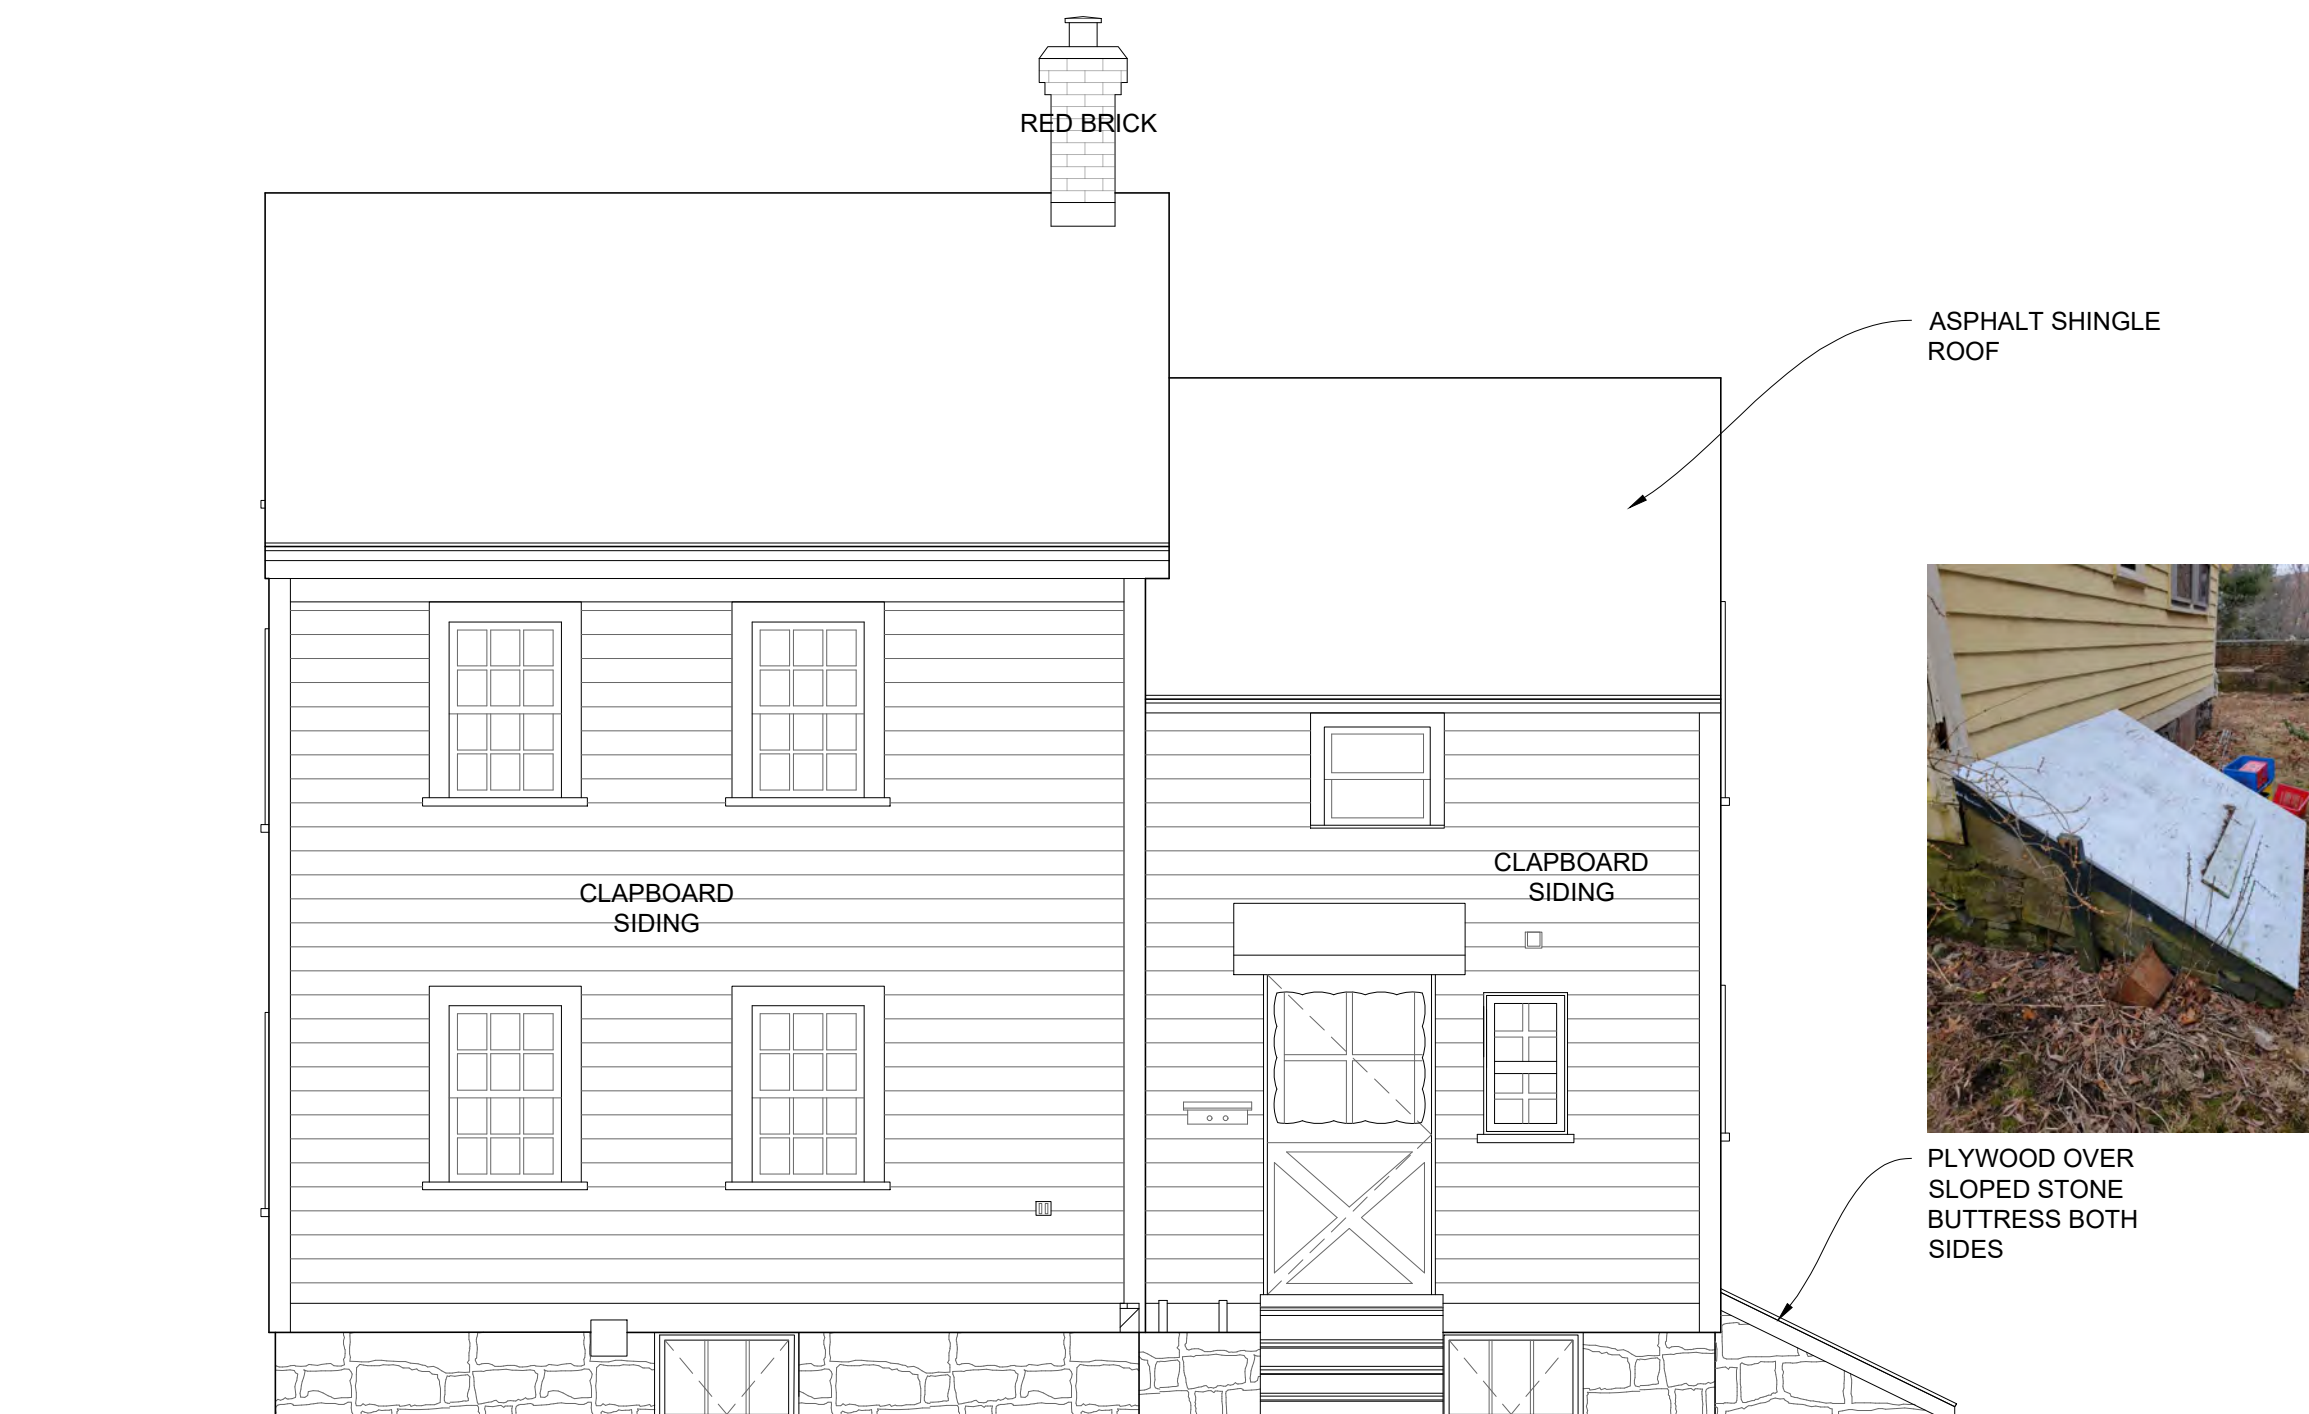 RED BRICK
ASPHALT SHINGLE
ROOF
CLAPBOARD
SIDING
CLAPBOARD
SIDING
PLYWOOD OVER
SLOPED STONE
BUTTRESS BOTH
SIDES